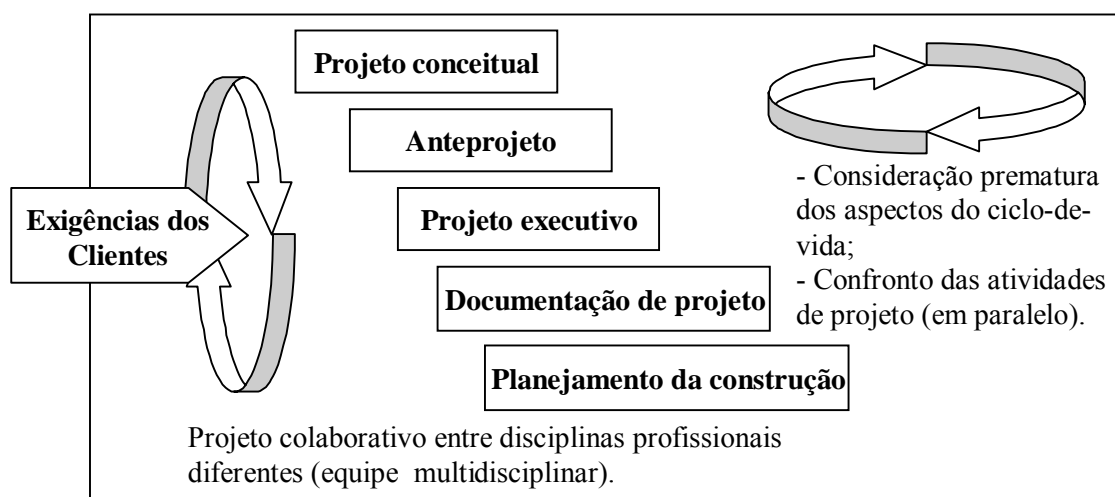 Projeto conceitual
Anteprojeto
Projeto executivo
Documentação de projeto
Planejamento da construção
Exigências dos
Clientes
- Consideração prematura
dos aspectos do ciclo-de-
vida;
- Confronto das atividades
de projeto (em paralelo).
Projeto colaborativo entre disciplinas profissionais
diferentes (equipe multidisciplinar).